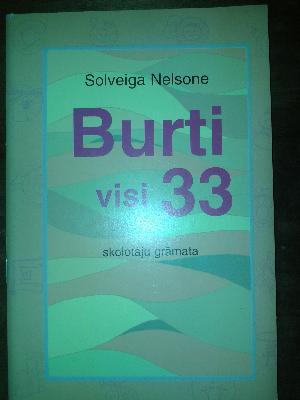 Solveiga Nelsone
Burti
visi 33
skolotāju grāmata